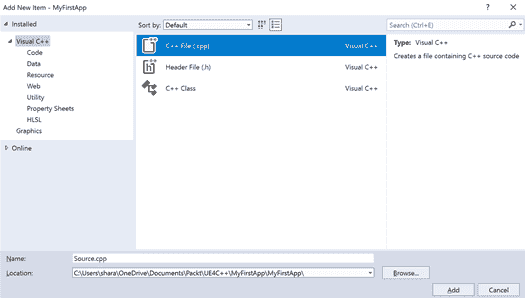 Add New Item - MyFirstApp
? ×
Installed
Sort by: Default
Search (Ctrl+E)
Visual C++
Code
Data
Resource
Web
Utility
Property Sheets
HLSL
Graphics
Online
C++ File (.cpp) Visual C++
Header File (.h) Visual C++
C++ Class Visual C++
Type: Visual C++
Creates a file containing C++ source code
Name: Source.cpp
Location: C:\Users\shara\OneDrive\Documents\Packt\UE4C++\MyFirstApp\MyFirstApp\
Browse...
Add Cancel